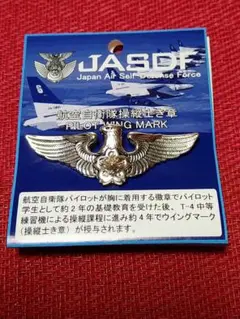 JASDF
Japan Air Self-Defense Force
航空自衛隊操縦士き章
PILOT WING MARK
航空自衛隊パイロットが胸に着用する徽章でパイロット
学生として約2年の基礎教育を受けた後、T-4中等
練習機による操縦課程に進み約4年でウイングマーク
(操縦士き章)が授与されます。